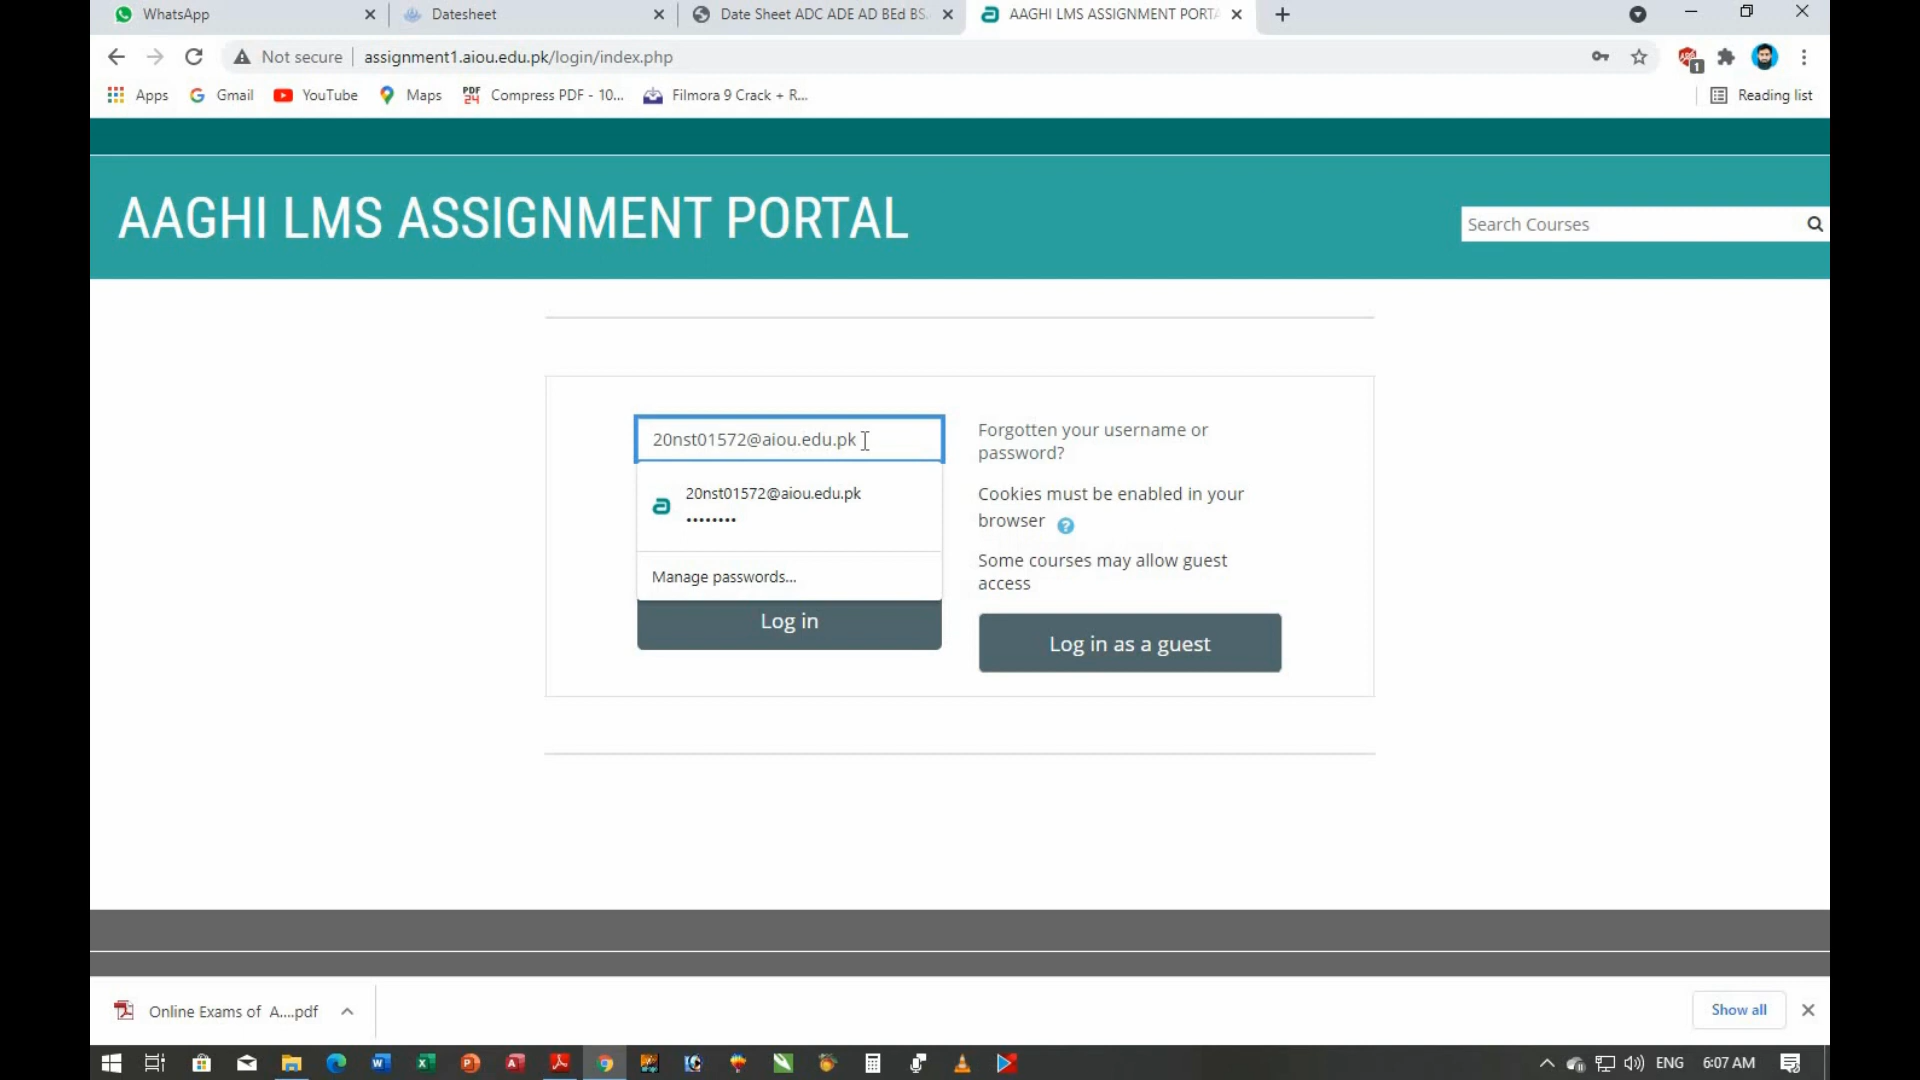 WhatsApp
Datesheet
Date Sheet ADC ADE AD BEd BS.
AAGHI LMS ASSIGNMENT PORTA
Not secure
assignment1.aiou.edu.pk/login/index.php
1
Apps
Gmail
YouTube
Maps
Compress PDF - 10...
Filmora 9 Crack + R...
Reading list
AAGHI LMS ASSIGNMENT PORTAL
Search Courses
20nst01572@aiou.edu.pk
20nst01572@aiou.edu.pk
••••••••
Manage passwords...
Log in
Forgotten your username or
password?
Cookies must be enabled in your
browser
Some courses may allow guest
access
Log in as a guest
Online Exams of A....pdf
Show all
ENG
6:07 AM